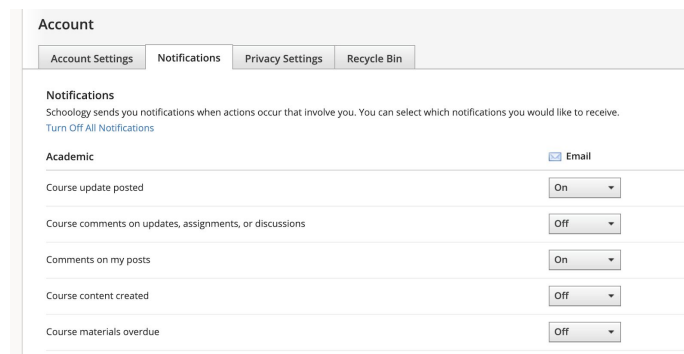 Account
Account Settings Notifications Privacy Settings Recycle Bin
Notifications
Schoology sends you notifications when actions occur that involve you. You can select which notifications you would like to receive.
Turn Off All Notifications
Academic Email
Course update posted On
Course comments on updates, assignments, or discussions Off
Comments on my posts On
Course content created Off
Course materials overdue Off